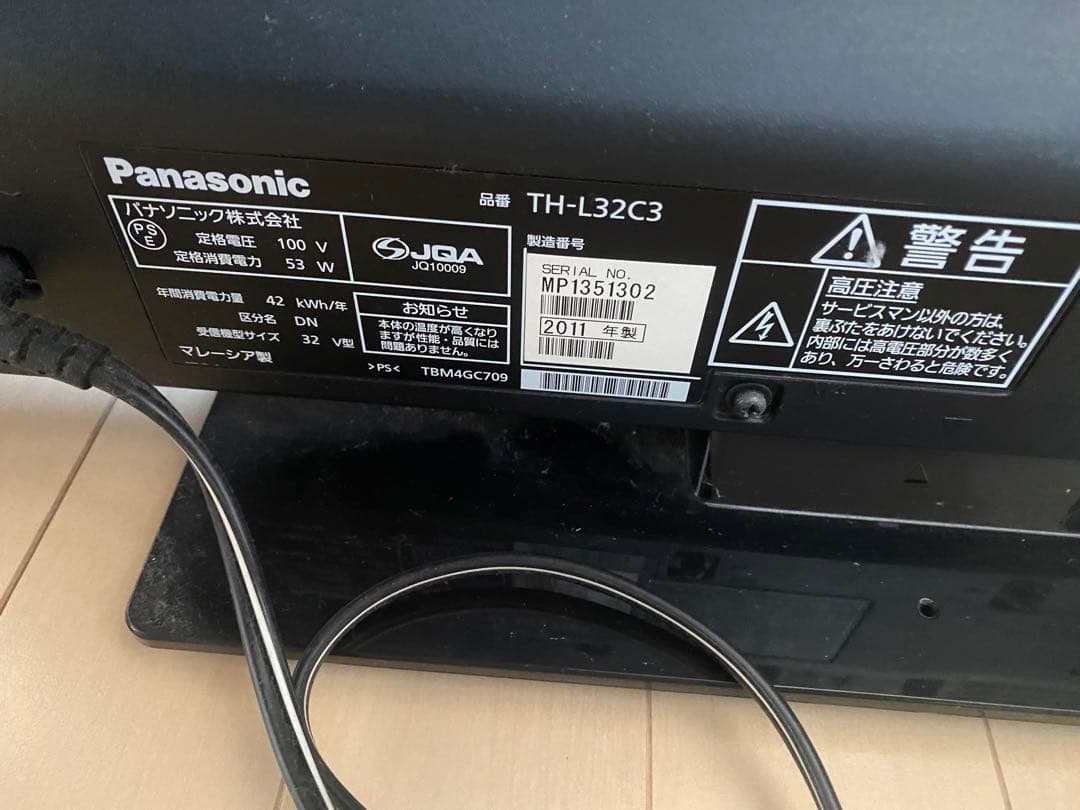 Panasonic
パナソニック株式会社
PS
E
定格電圧 100 V
定格消費電力 53 W
JQA
JQ10009
年間消費電力量 42 kWh/年
区分名 DN
受信機型サイズ 32 V型
マレーシア製
お知らせ
本体の温度が高くなり
ますが性能・品質には
問題ありません。
>PS< TBM4GC709
品番 TH-L32C3
製造番号
SERIAL NO.
MP1351302
2011 年製
警告
高圧注意
サービスマン以外の方は、
裏ぶたをあけないでください。
内部には高電圧部分が数多く
あり、万一さわると危険です。